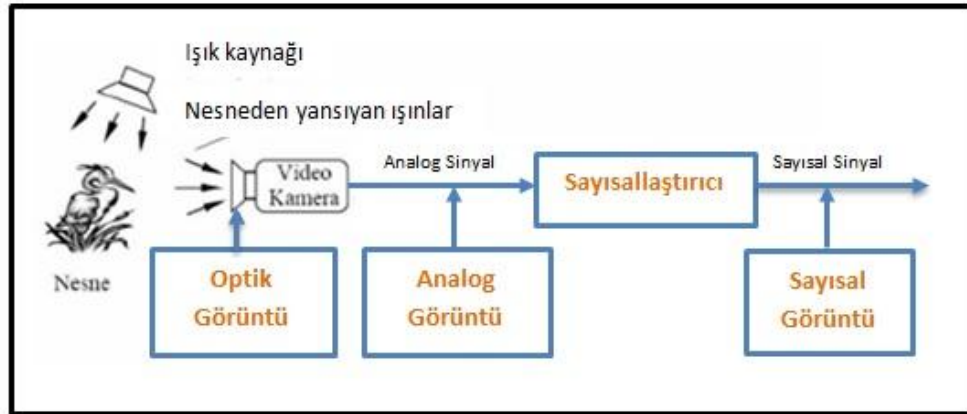 Işık kaynağı
Nesneden yansıyan ışınlar
Video
Kamera
Analog Sinyal
Sayısallaştırıcı
Sayısal Sinyal
Nesne
Optik
Görüntü
Analog
Görüntü
Sayısal
Görüntü